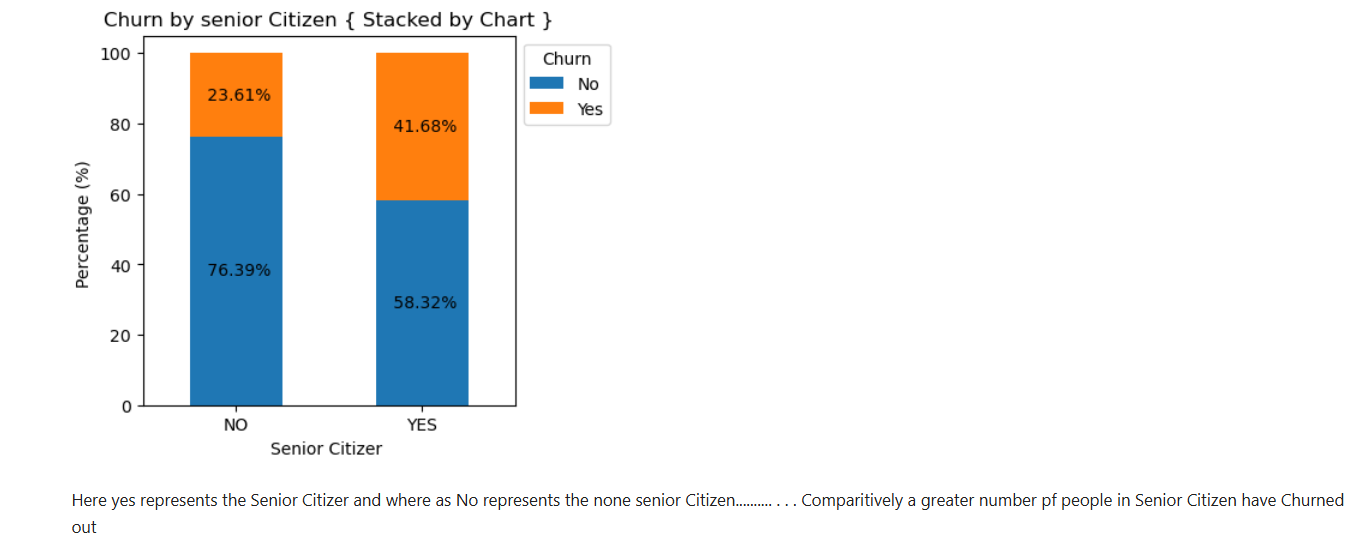 Churn by senior Citizen { Stacked by Chart }
100
80
60
40
20
0
Percentage (%)
23.61%
76.39%
41.68%
58.32%
Churn
No
Yes
NO
YES
Senior Citizer
Here yes represents the Senior Citizer and where as No represents the none senior Citizen.......... . . . Comparitively a greater number pf people in Senior Citizen have Churned
out